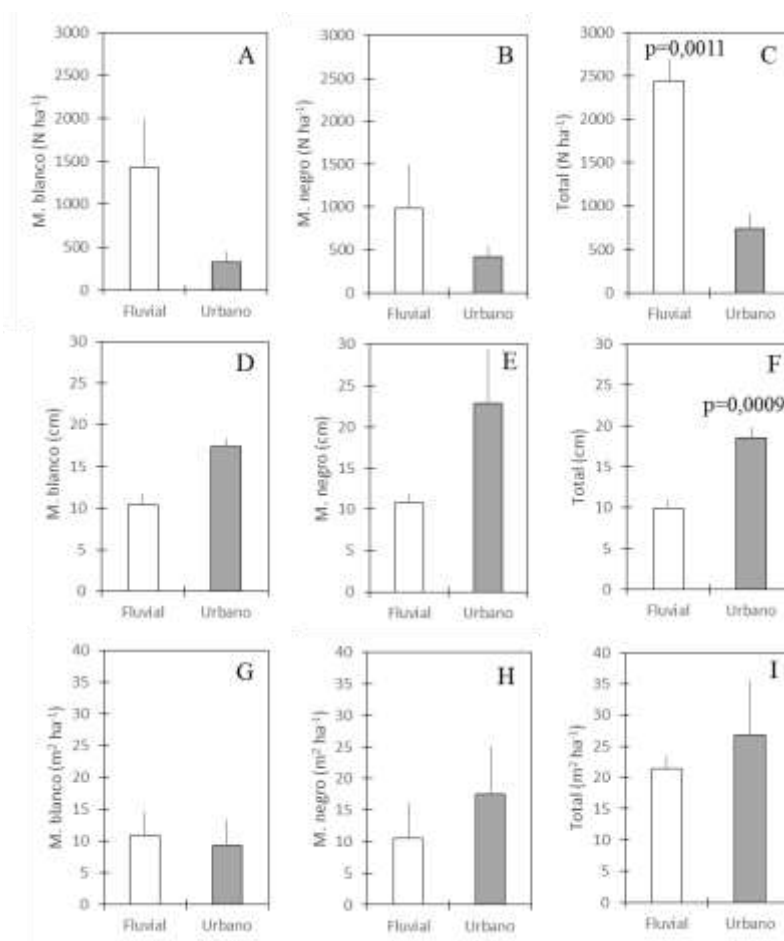 A
M. blanco (N ha⁻¹)
3000
2500
2000
1500
1000
500
0
Fluvial Urbano
B
M. negro (N ha⁻¹)
3000
2500
2000
1500
1000
500
0
Fluvial Urbano
C
p=0,0011
Total (N ha⁻¹)
3000
2500
2000
1500
1000
500
0
Fluvial Urbano
D
M. blanco (cm)
30
25
20
15
10
5
0
Fluvial Urbano
E
M. negro (cm)
30
25
20
15
10
5
0
Fluvial Urbano
F
p=0,0009
Total (cm)
30
25
20
15
10
5
0
Fluvial Urbano
G
M. blanco (m² ha⁻¹)
40
35
30
25
20
15
10
5
0
Fluvial Urbano
H
M. negro (m² ha⁻¹)
40
35
30
25
20
15
10
5
0
Fluvial Urbano
I
Total (m² ha⁻¹)
40
35
30
25
20
15
10
5
0
Fluvial Urbano